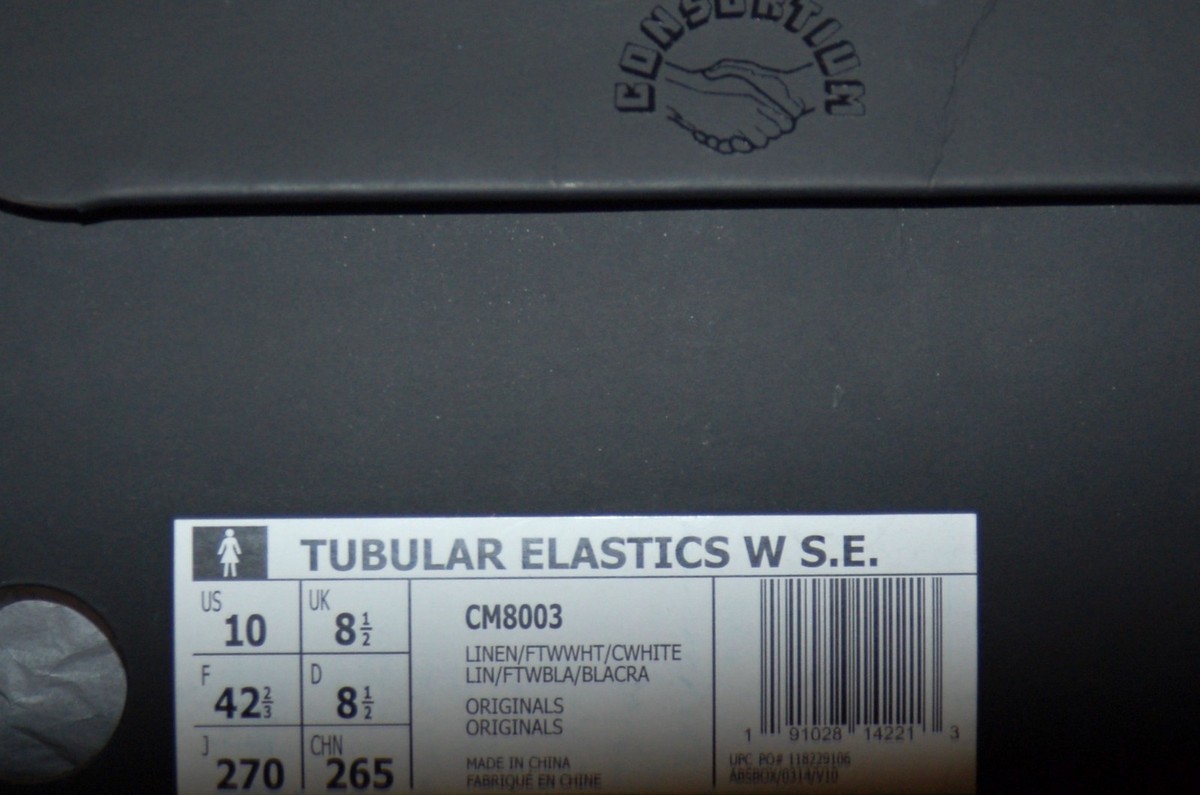 CONSORTIUM
TUBULAR ELASTICS W S.E.
US
10
UK
8 1/2
F
42 2/3
D
8 1/2
J
270
CHN
265
CM8003
LINEN/FTWWHT/CWHITE
LIN/FTWBLA/BLACRA
ORIGINALS
ORIGINALS
MADE IN CHINA
FABRIQUÉ EN CHINE
1 91028 14221 3
UPC PO# 118229106
ABSBOX/0314/V10